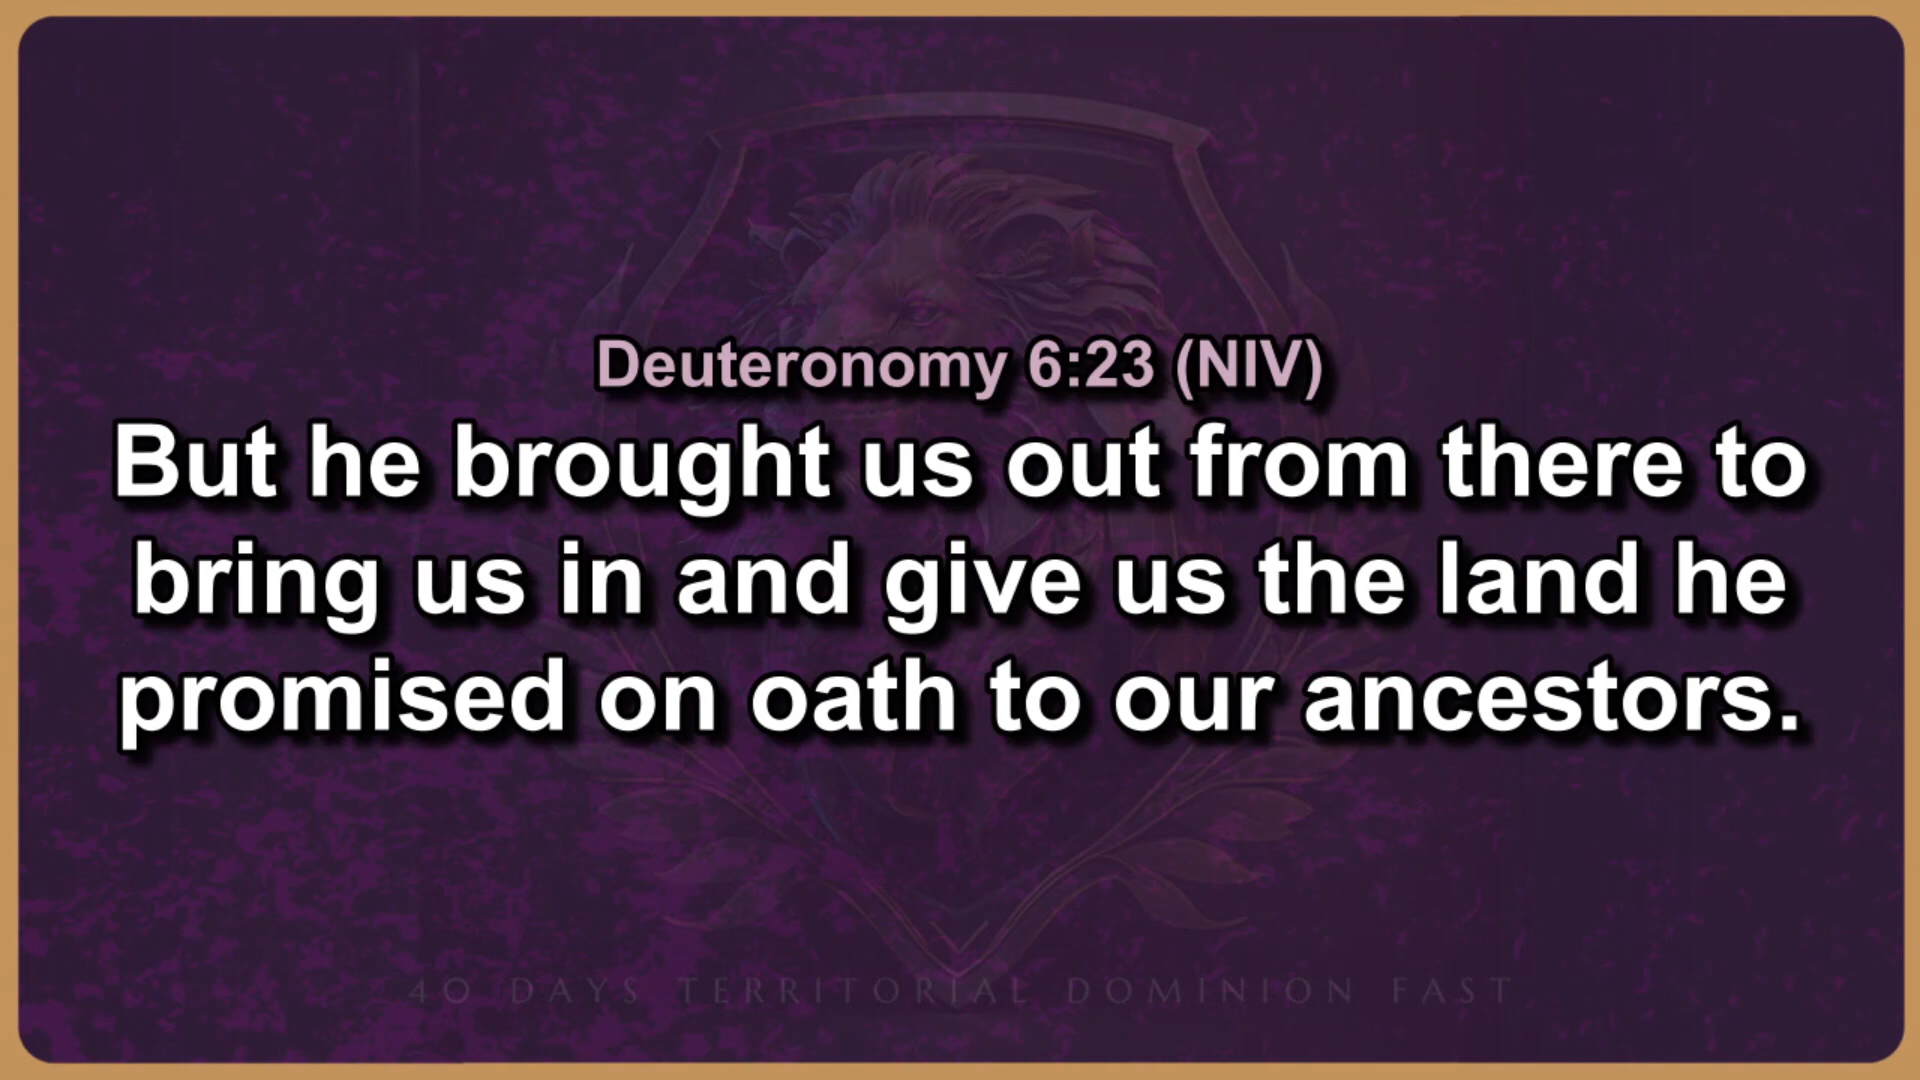 Deuteronomy 6:23 (NIV)
But he brought us out from there to
bring us in and give us the land he
promised on oath to our ancestors.
40 DAYS TERRITORIAL DOMINION FAST